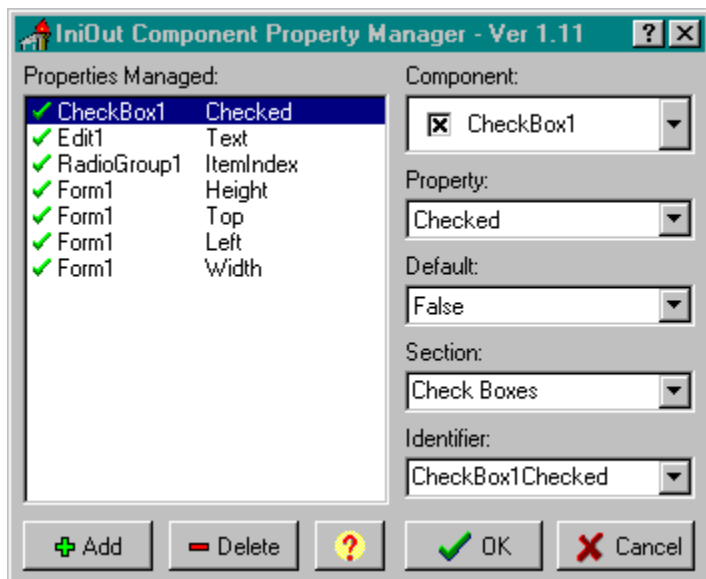 IniOut Component Property Manager - Ver 1.11
Properties Managed:
CheckBox1 Checked
Edit1 Text
RadioGroup1 ItemIndex
Form1 Height
Form1 Top
Form1 Left
Form1 Width
Component:
CheckBox1
Property:
Checked
Default:
False
Section:
Check Boxes
Identifier:
CheckBox1Checked
Add Delete ? OK Cancel